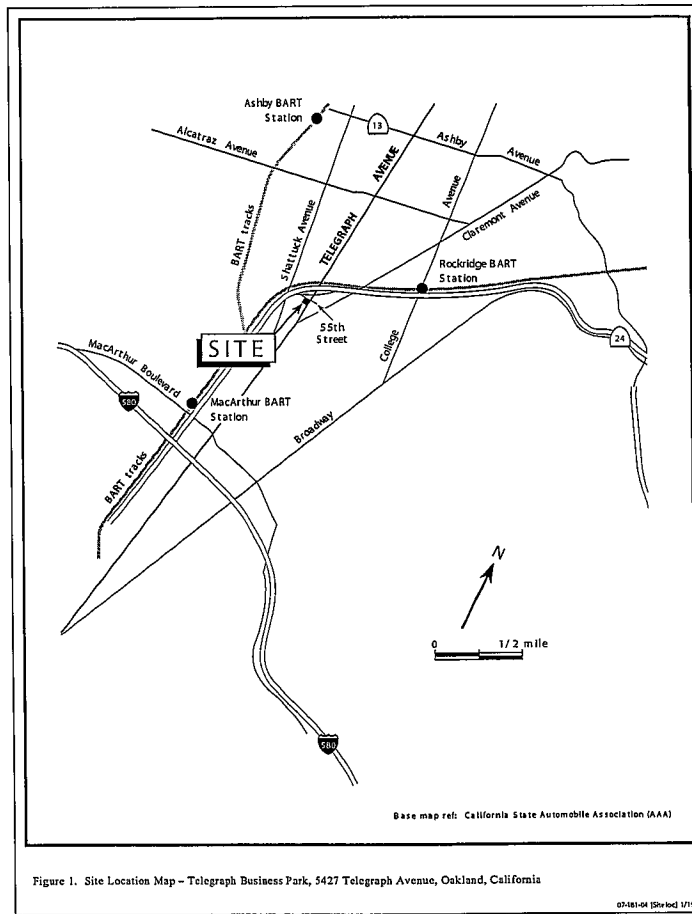 Ashby BART
Station
13
Ashby
Avenue
Alcatraz Avenue
AVENUE
TELEGRAPH
Avenue
Shattuck Avenue
BART tracks
Claremont Avenue
Rockridge BART
Station
55th
Street
SITE
College
24
MacArthur Boulevard
580
MacArthur BART
Station
Broadway
BART tracks
N
0 1/2 mile
580
Base map ref: California State Automobile Association (AAA)
Figure 1. Site Location Map – Telegraph Business Park, 5427 Telegraph Avenue, Oakland, California